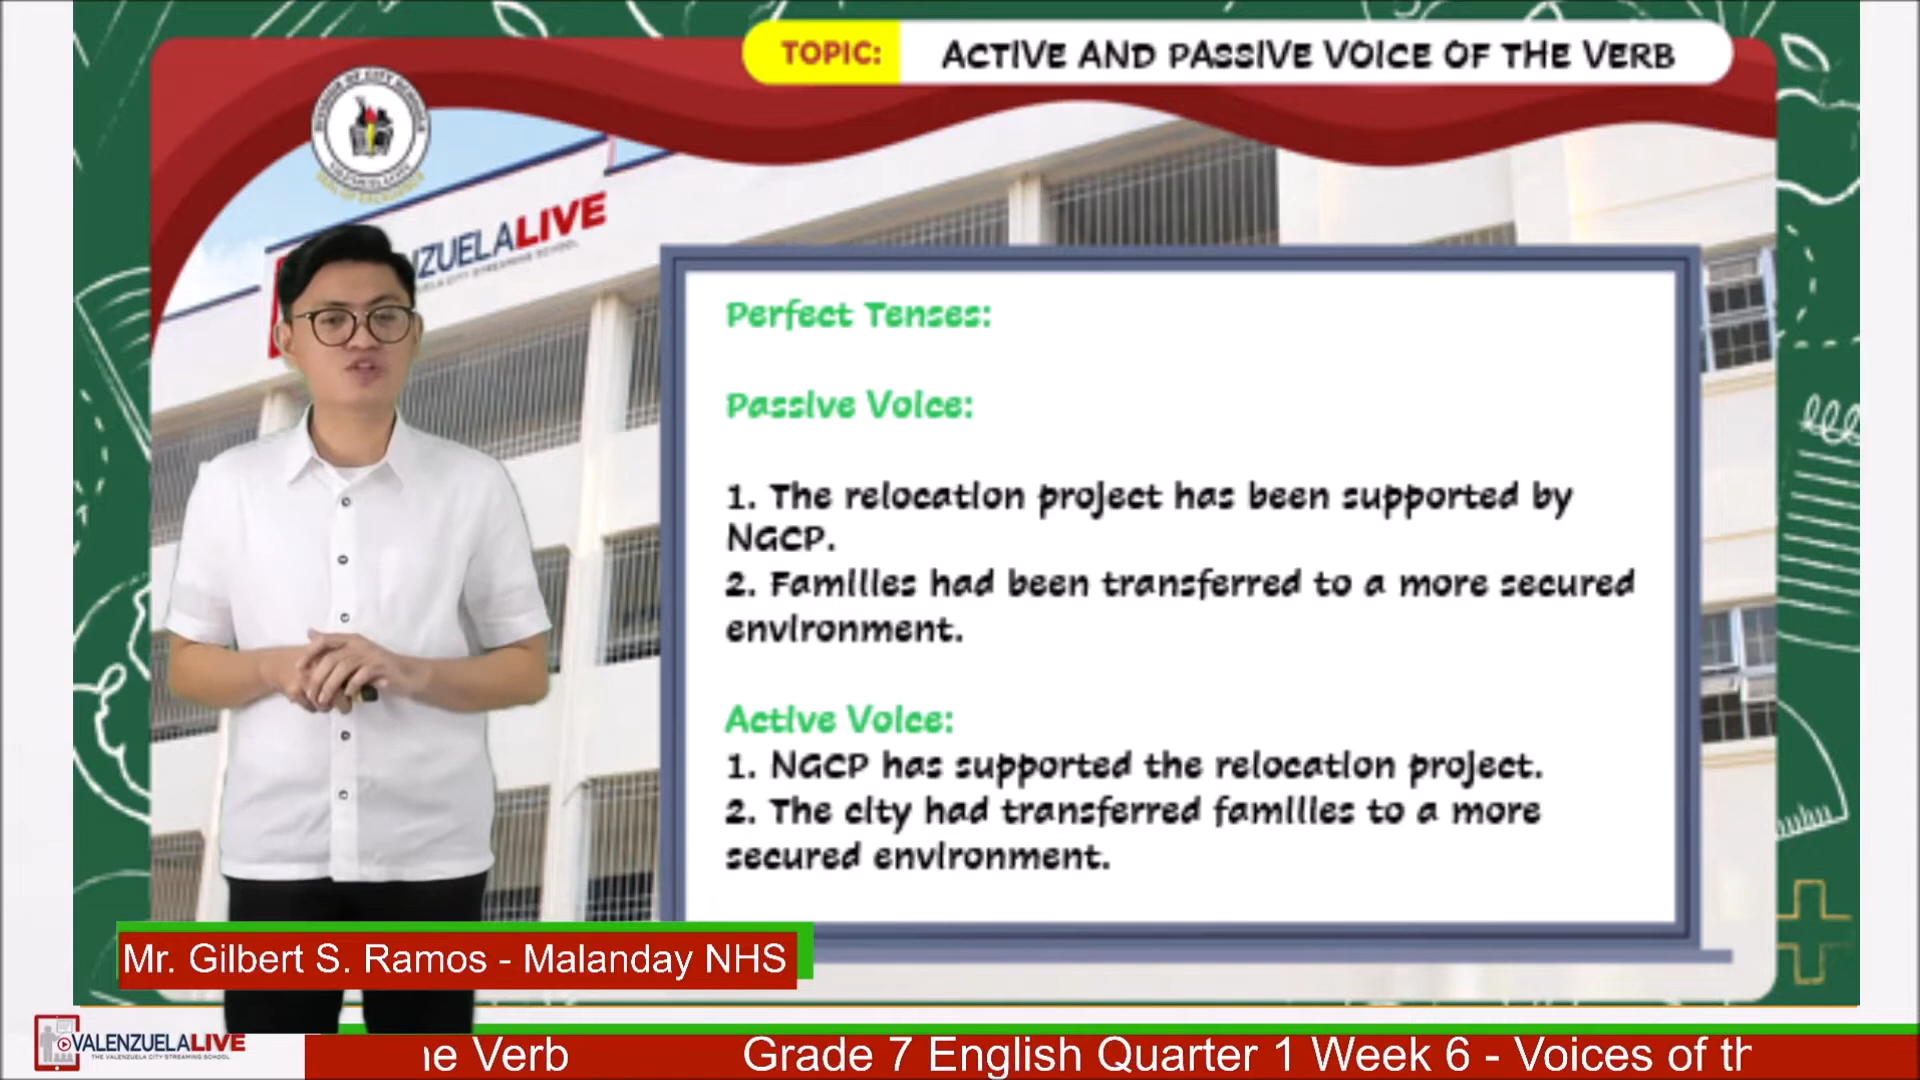 TOPIC: ACTIVE AND PASSIVE VOICE OF THE VERB
NZUELALIVE
Perfect Tenses:
Passive Voice:
1. The relocation project has been supported by
NGCP.
2. Families had been transferred to a more secured
environment.
Active Voice:
1. NGCP has supported the relocation project.
2. The city had transferred families to a more
secured environment.
Mr. Gilbert S. Ramos - Malanday NHS
VALENZUELALIVE
THE VALENZUELA CITY STREAMING SCHOOL
he Verb Grade 7 English Quarter 1 Week 6 - Voices of th